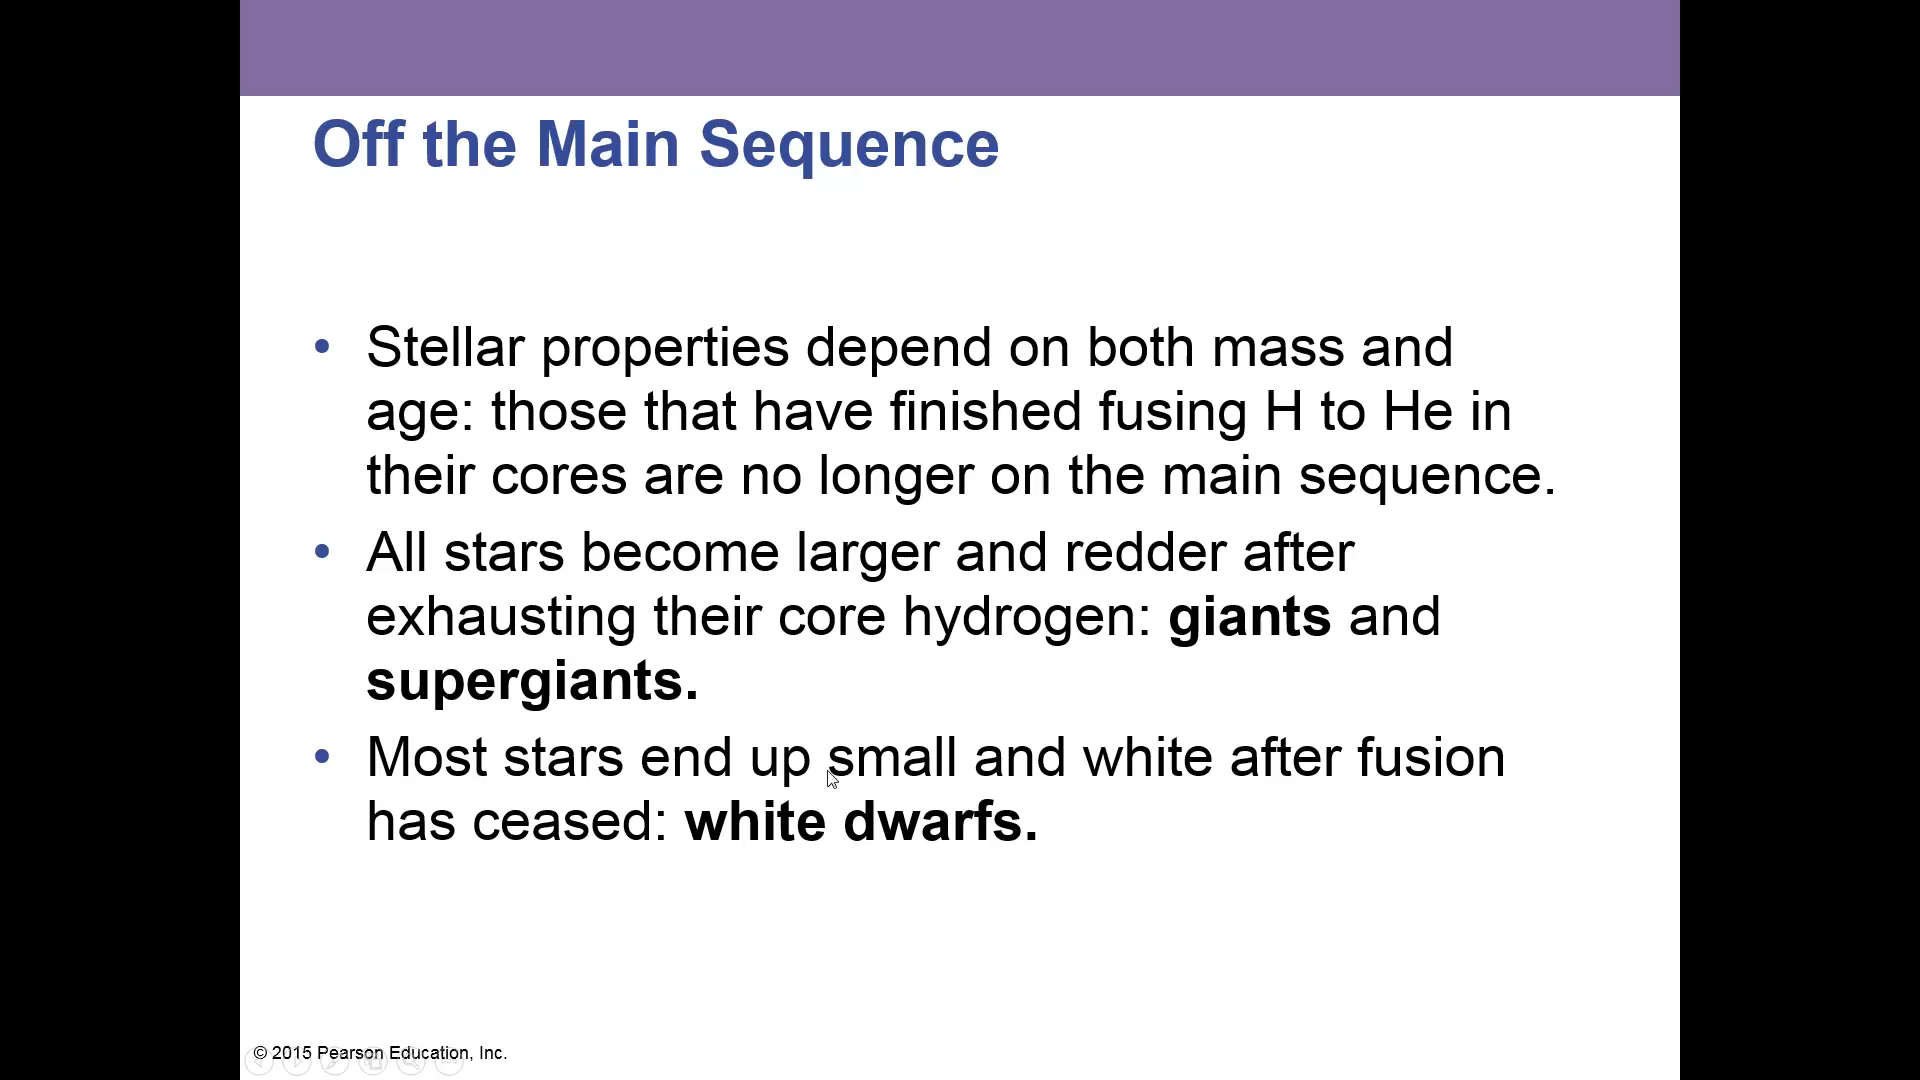 Off the Main Sequence
• Stellar properties depend on both mass and
age: those that have finished fusing H to He in
their cores are no longer on the main sequence.
• All stars become larger and redder after
exhausting their core hydrogen: giants and
supergiants.
• Most stars end up small and white after fusion
has ceased: white dwarfs.
© 2015 Pearson Education, Inc.